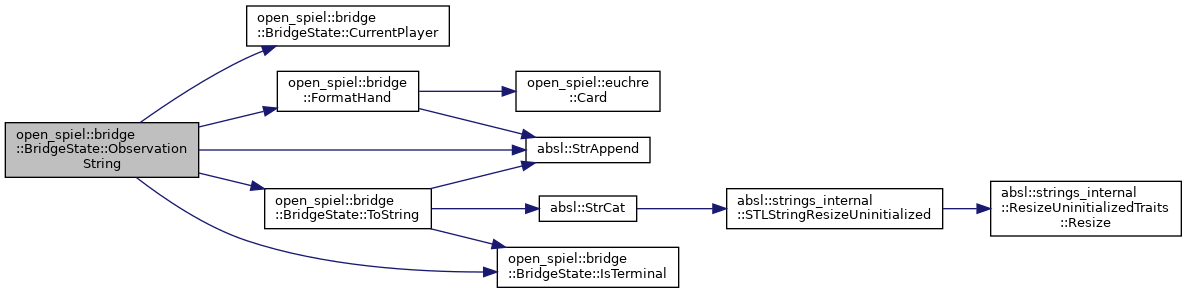 open_spiel::bridge
::BridgeState::CurrentPlayer
open_spiel::bridge
::FormatHand
open_spiel::euchre
::Card
open_spiel::bridge
::BridgeState::Observation
String
absl::StrAppend
open_spiel::bridge
::BridgeState::ToString
absl::StrCat
absl::strings_internal
::STLStringResizeUninitialized
absl::strings_internal
::ResizeUninitializedTraits
::Resize
open_spiel::bridge
::BridgeState::IsTerminal